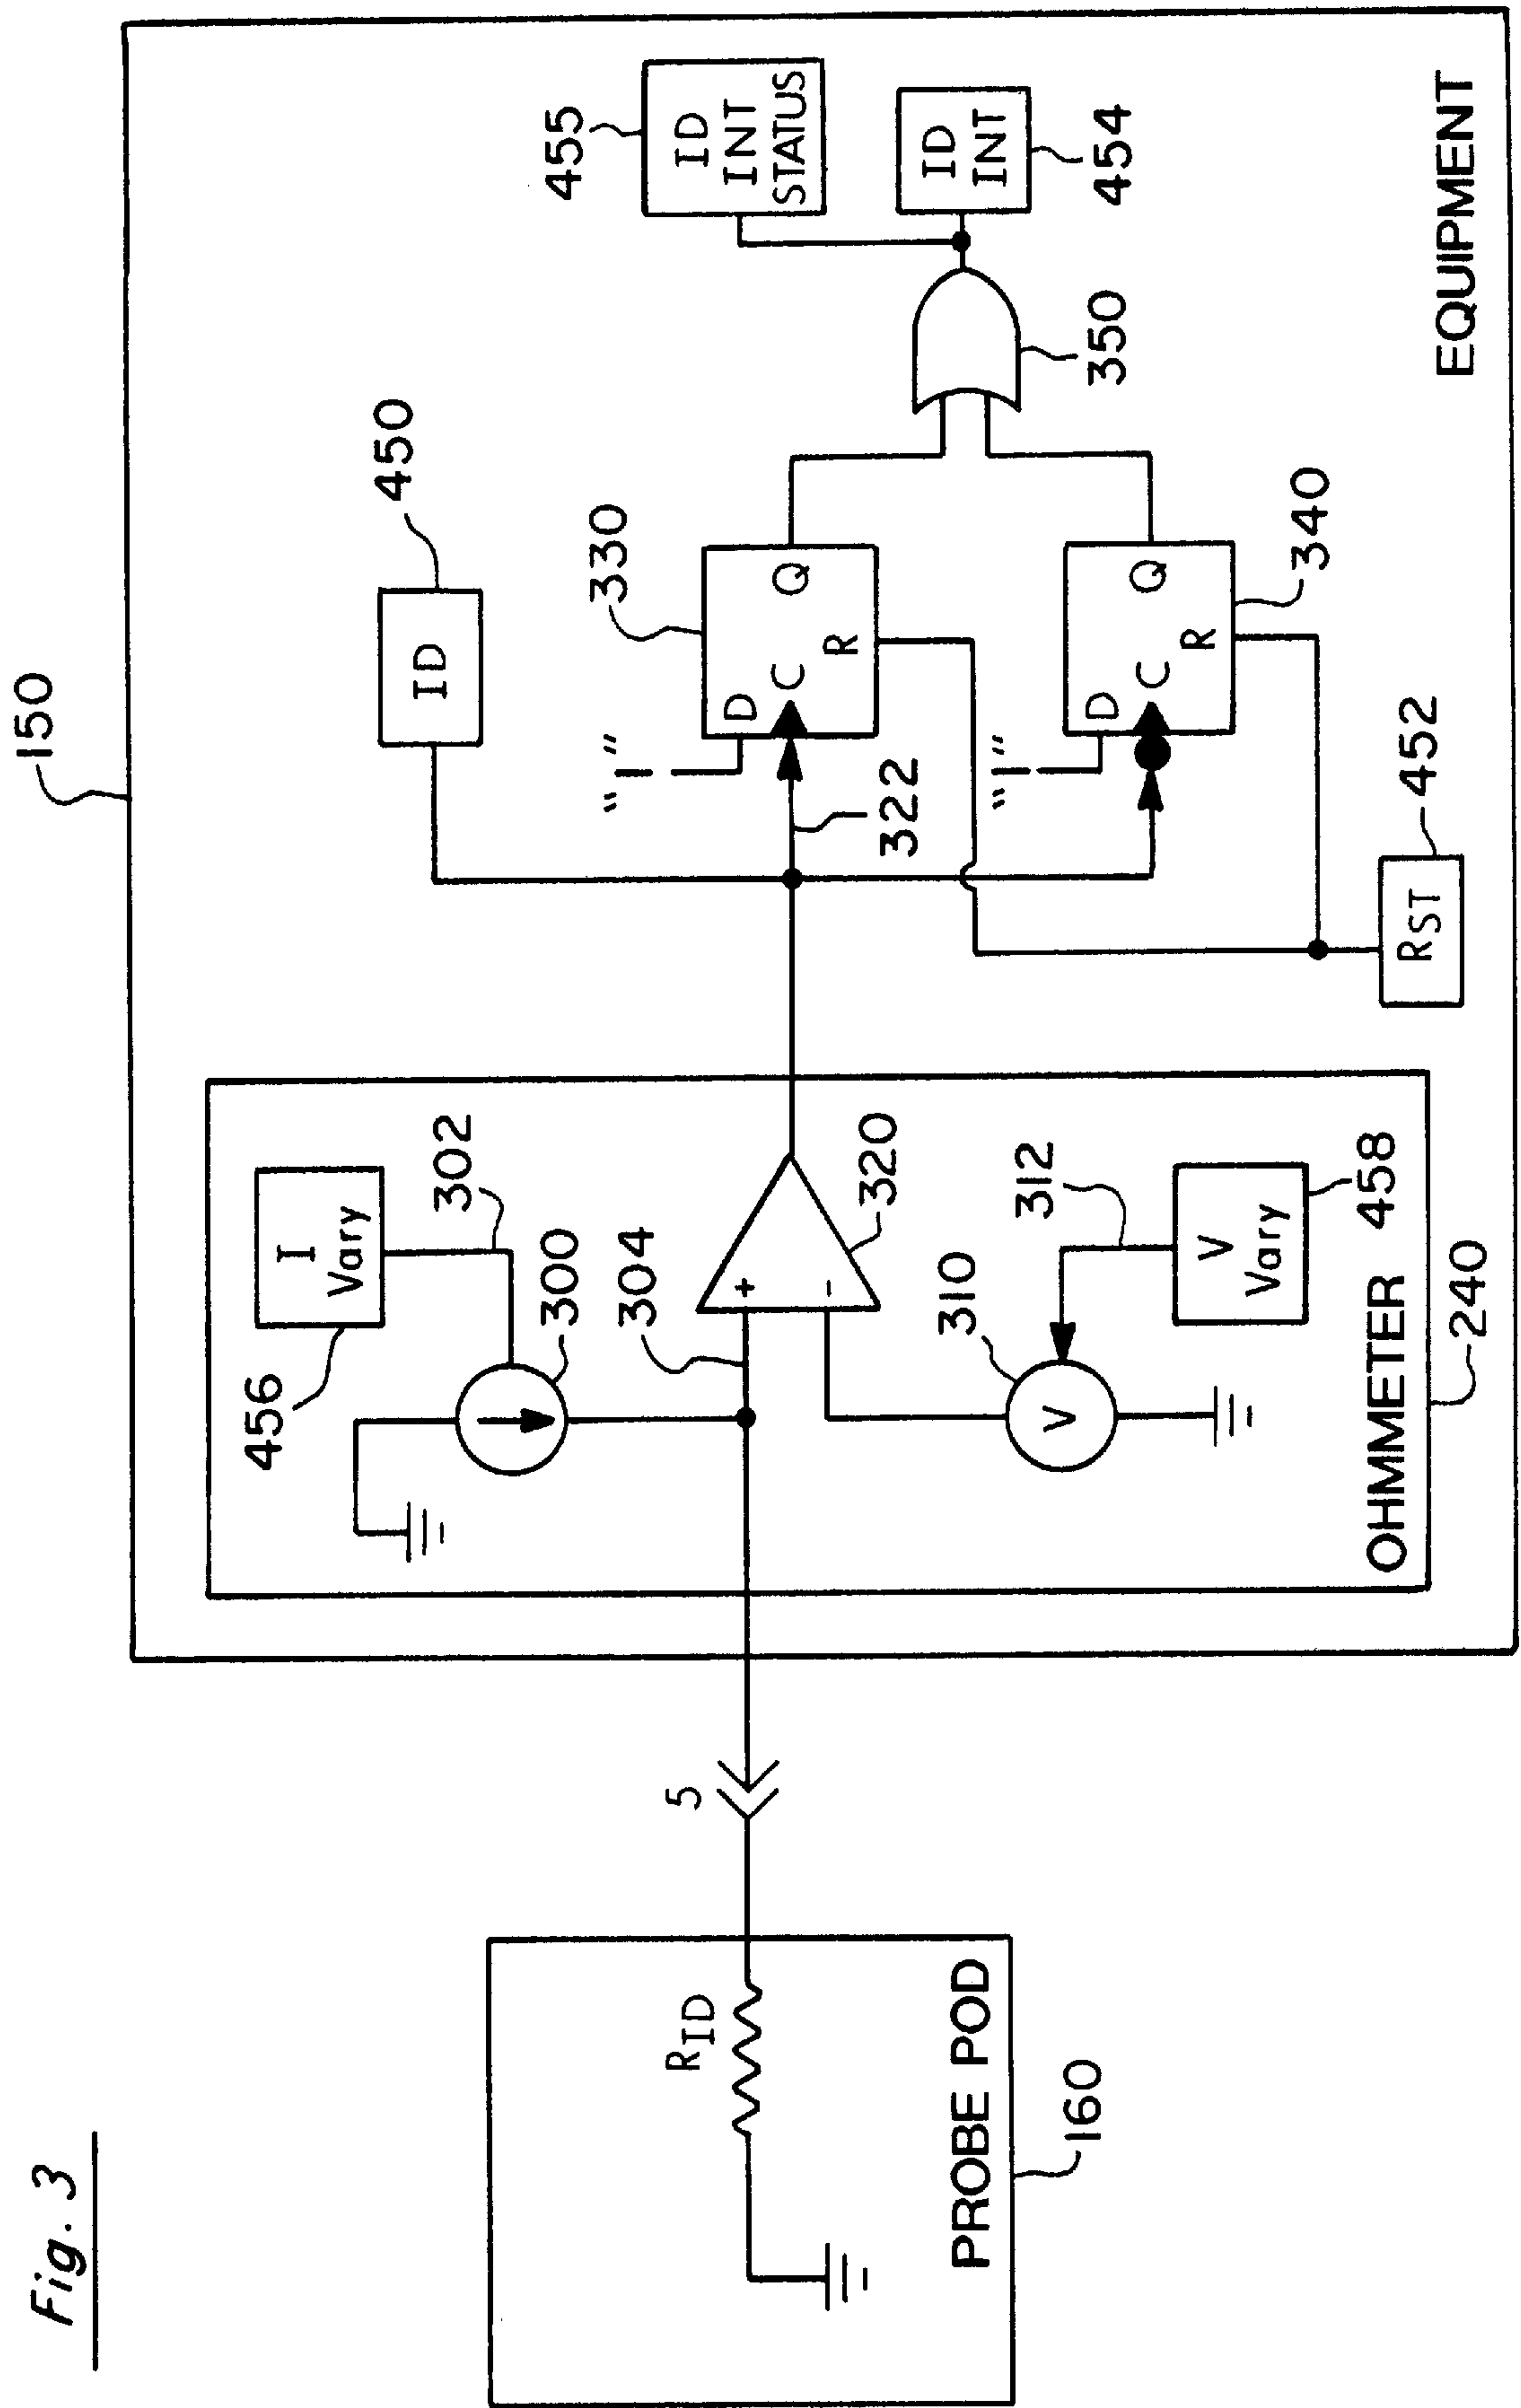 Fig. 3
150
455
ID
INT
STATUS
ID
INT
454
350
EQUIPMENT
450
ID
330
"1"
D
C
Q
R
322
"1"
D
C
Q
R
340
RST
452
I
Vary
456
302
300
304
+
-
320
310
V
312
V
Vary
458
OHMMETER
240
5
RID
PROBE POD
160